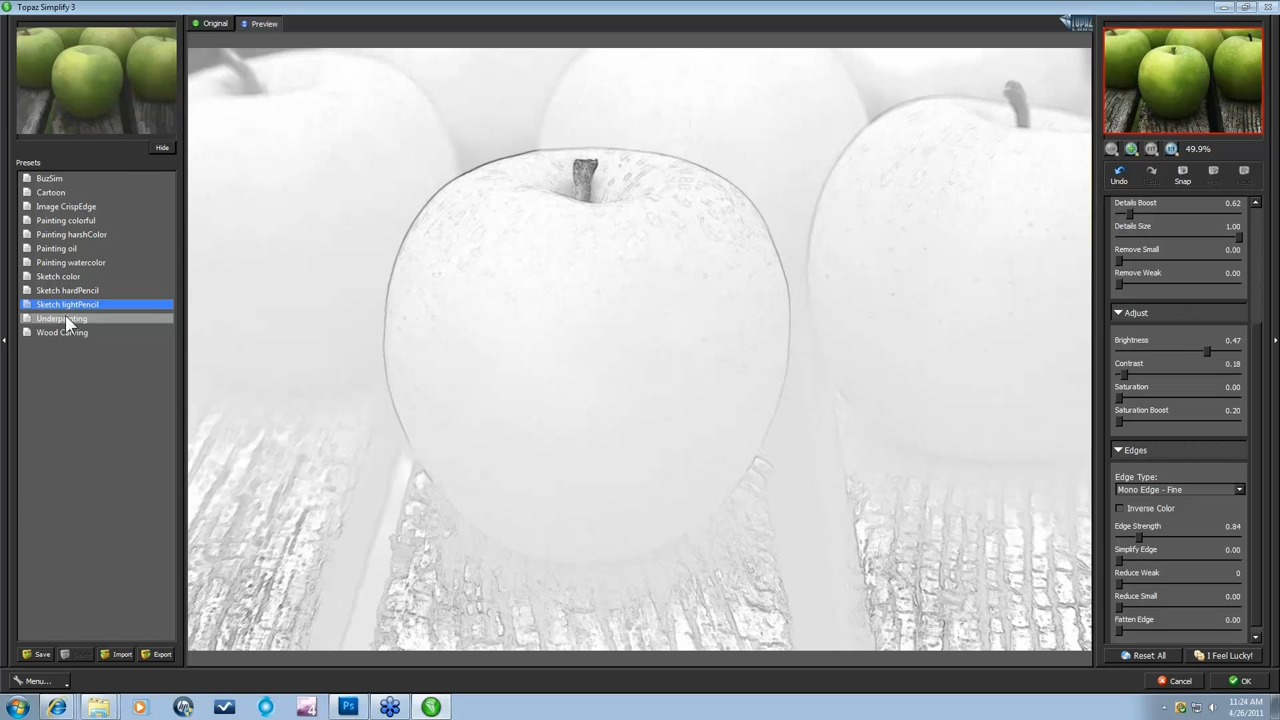 Topaz Simplify 3
Original
Preview
TOPAZ
LABS
Hide
Presets
BuzSim
Cartoon
Image CrispEdge
Painting colorful
Painting harshColor
Painting oil
Painting watercolor
Sketch color
Sketch hardPencil
Sketch lightPencil
Underpainting
Wood Carving
Save
Import
Export
Menu...
49.9%
Undo
Snap
Details Boost 0.62
Details Size 1.00
Remove Small 0.00
Remove Weak 0.00
Adjust
Brightness 0.47
Contrast 0.18
Saturation 0.00
Saturation Boost 0.20
Edges
Edge Type:
Mono Edge - Fine
Inverse Color
Edge Strength 0.84
Simplify Edge 0.00
Reduce Weak 0
Reduce Small 0.00
Fatten Edge 0.00
Reset All
I Feel Lucky!
Cancel
OK
11:24 AM
4/26/2011